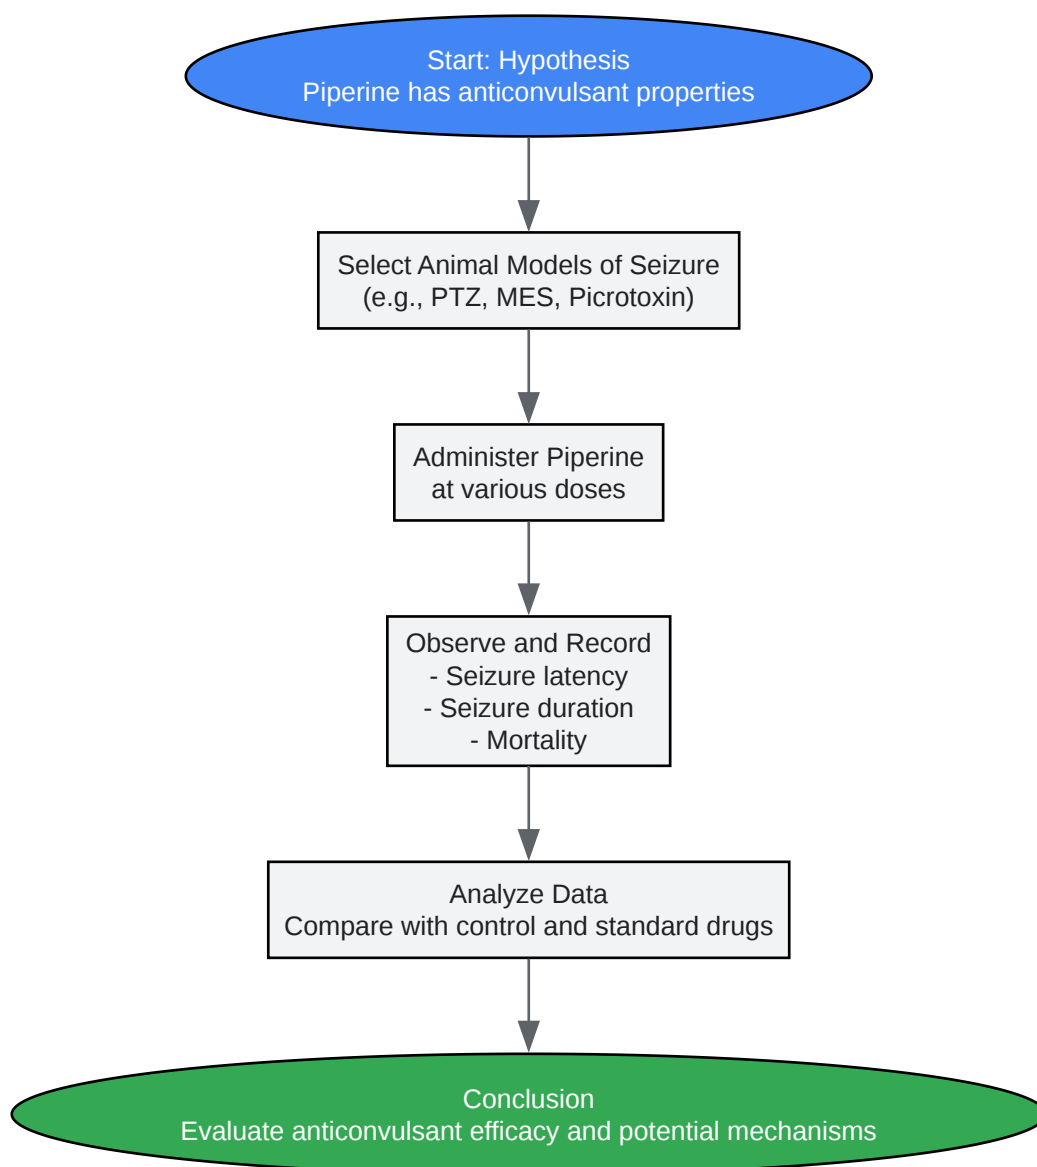 Start: Hypothesis
Piperine has anticonvulsant properties
Select Animal Models of Seizure
(e.g., PTZ, MES, Picrotoxin)
Administer Piperine
at various doses
Observe and Record
- Seizure latency
- Seizure duration
- Mortality
Analyze Data
Compare with control and standard drugs
Conclusion
Evaluate anticonvulsant efficacy and potential mechanisms